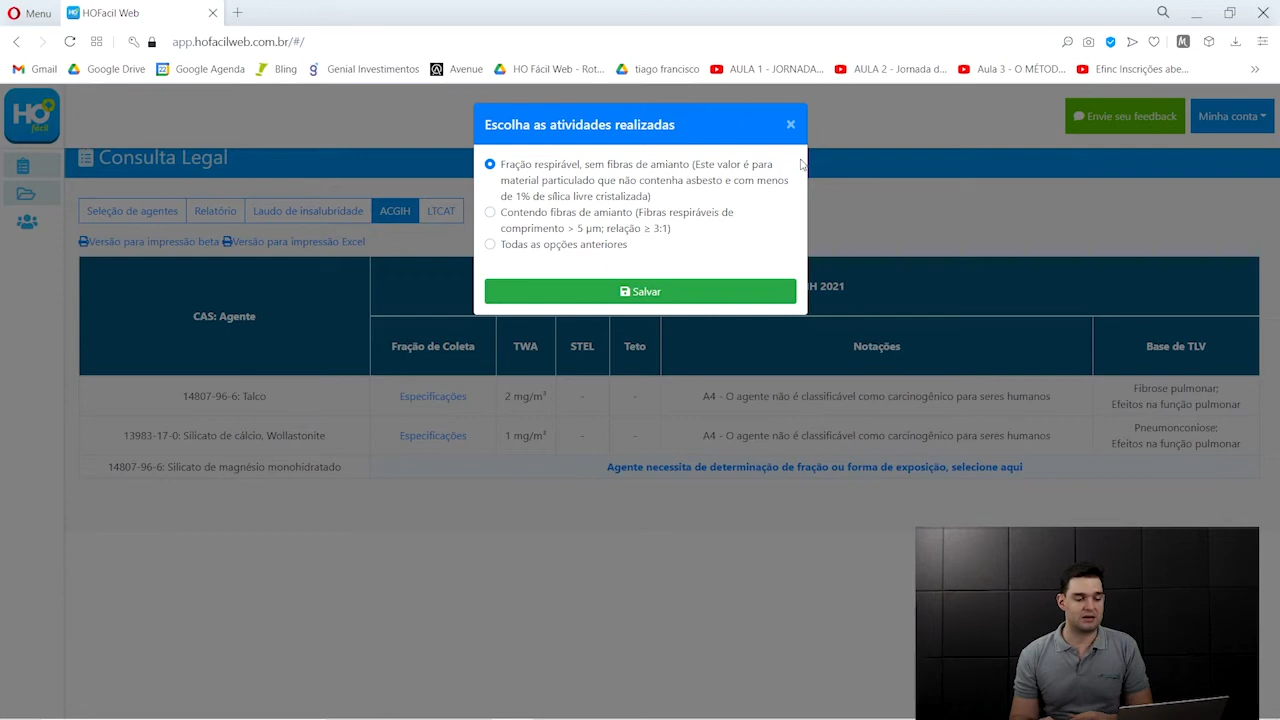 Menu
HOFacil Web
app.hofacilweb.com.br/#/
Gmail
Google Drive
Google Agenda
Bling
Genial Investimentos
Avenue
HO Fácil Web - Rot...
tiago francisco
AULA 1 - JORNADA...
AULA 2 - Jornada d...
Aula 3 - O MÉTOD...
Efinc Inscrições abe...
HO
fácil
Envie seu feedback
Minha conta
Consulta Legal
Seleção de agentes
Relatório
Laudo de insalubridade
ACGIH
LTCAT
Versão para impressão beta
Versão para impressão Excel
Escolha as atividades realizadas
Fração respirável, sem fibras de amianto (Este valor é para
material particulado que não contenha asbesto e com menos
de 1% de sílica livre cristalizada)
Contendo fibras de amianto (Fibras respiráveis de
comprimento > 5 µm; relação ≥ 3:1)
Todas as opções anteriores
Salvar
CAS: Agente
IH 2021
Fração de Coleta
TWA
STEL
Teto
Notações
Base de TLV
14807-96-6: Talco
Especificações
2 mg/m³
-
-
A4 - O agente não é classificável como carcinogênico para seres humanos
Fibrose pulmonar;
Efeitos na função pulmonar
13983-17-0: Silicato de cálcio, Wollastonite
Especificações
1 mg/m³
-
-
A4 - O agente não é classificável como carcinogênico para seres humanos
Pneumonconiose;
Efeitos na função pulmonar
14807-96-6: Silicato de magnésio monohidratado
Agente necessita de determinação de fração ou forma de exposição, selecione aqui